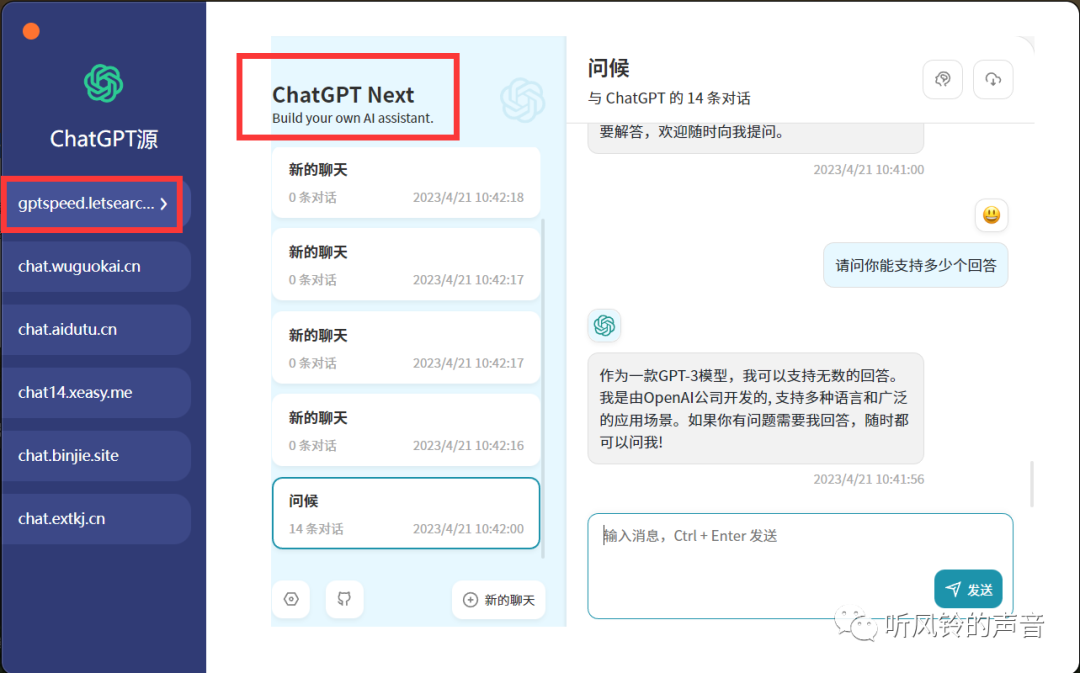 ChatGPT源
gptspeed.letsearc...
chat.wuguokai.cn
chat.aidutu.cn
chat14.xeasy.me
chat.binjie.site
chat.extkj.cn
ChatGPT Next
Build your own AI assistant.
新的聊天
0 条对话 2023/4/21 10:42:18
新的聊天
0 条对话 2023/4/21 10:42:17
新的聊天
0 条对话 2023/4/21 10:42:17
新的聊天
0 条对话 2023/4/21 10:42:16
问候
14 条对话 2023/4/21 10:42:00
新的聊天
问候
与 ChatGPT 的 14 条对话
要解答，欢迎随时向我提问。
2023/4/21 10:41:00
请问你能支持多少个回答
作为一款GPT-3模型，我可以支持无数的回答。
我是由OpenAI公司开发的, 支持多种语言和广泛
的应用场景。如果你有问题需要我回答，随时都
可以问我!
2023/4/21 10:41:56
输入消息，Ctrl + Enter 发送
发送
听风铃的声音